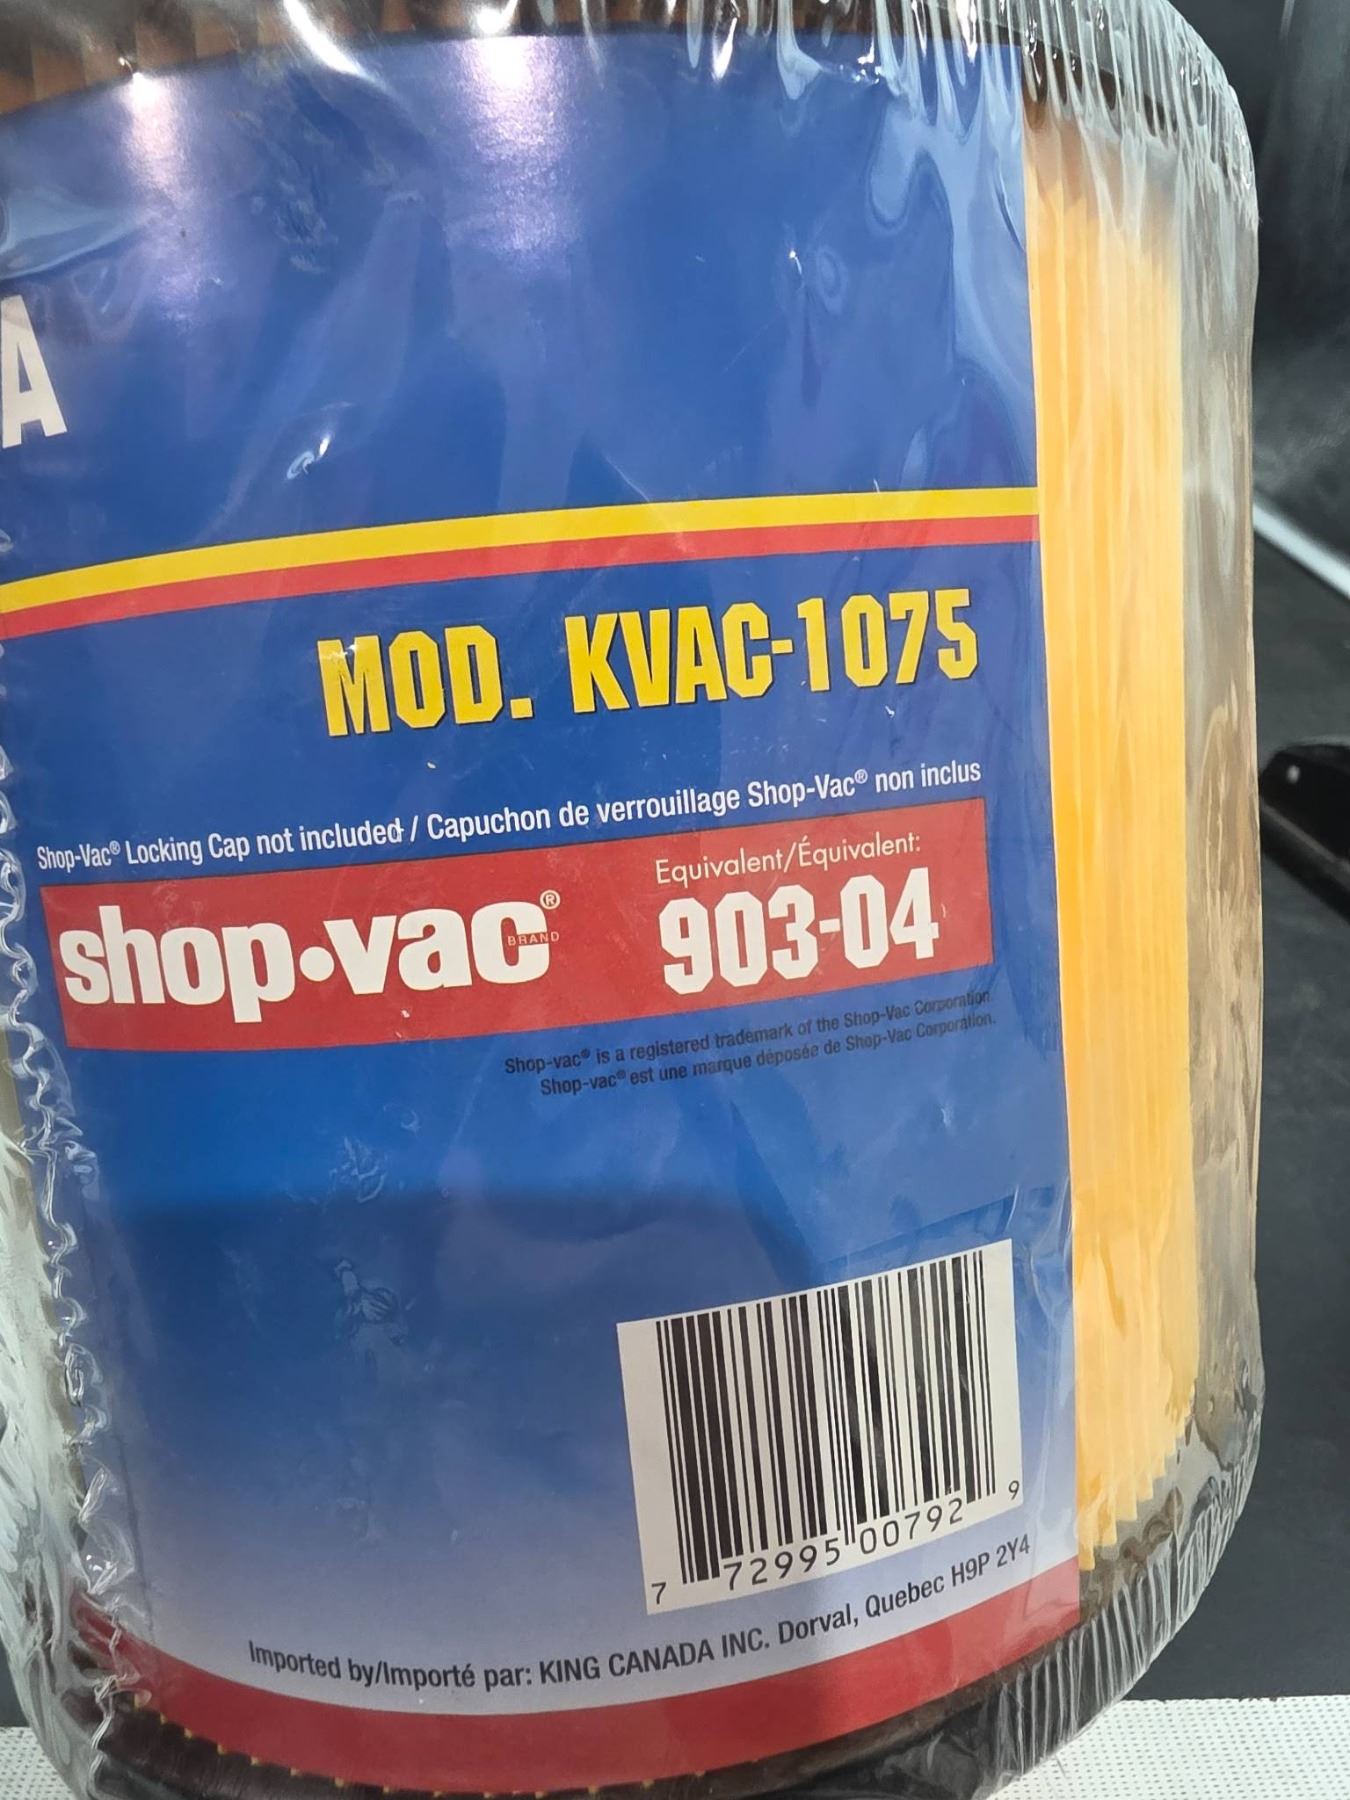 A
MOD. KVAC-1075
Shop-Vac® Locking Cap not included / Capuchon de verrouillage Shop-Vac® non inclus
shop•vac®
BRAND
Equivalent/Équivalent:
903-04
Shop-vac® is a registered trademark of the Shop-Vac Corporation.
Shop-vac® est une marque déposée de Shop-Vac Corporation.
7 72995 00792 9
Imported by/Importé par: KING CANADA INC. Dorval, Quebec H9P 2Y4